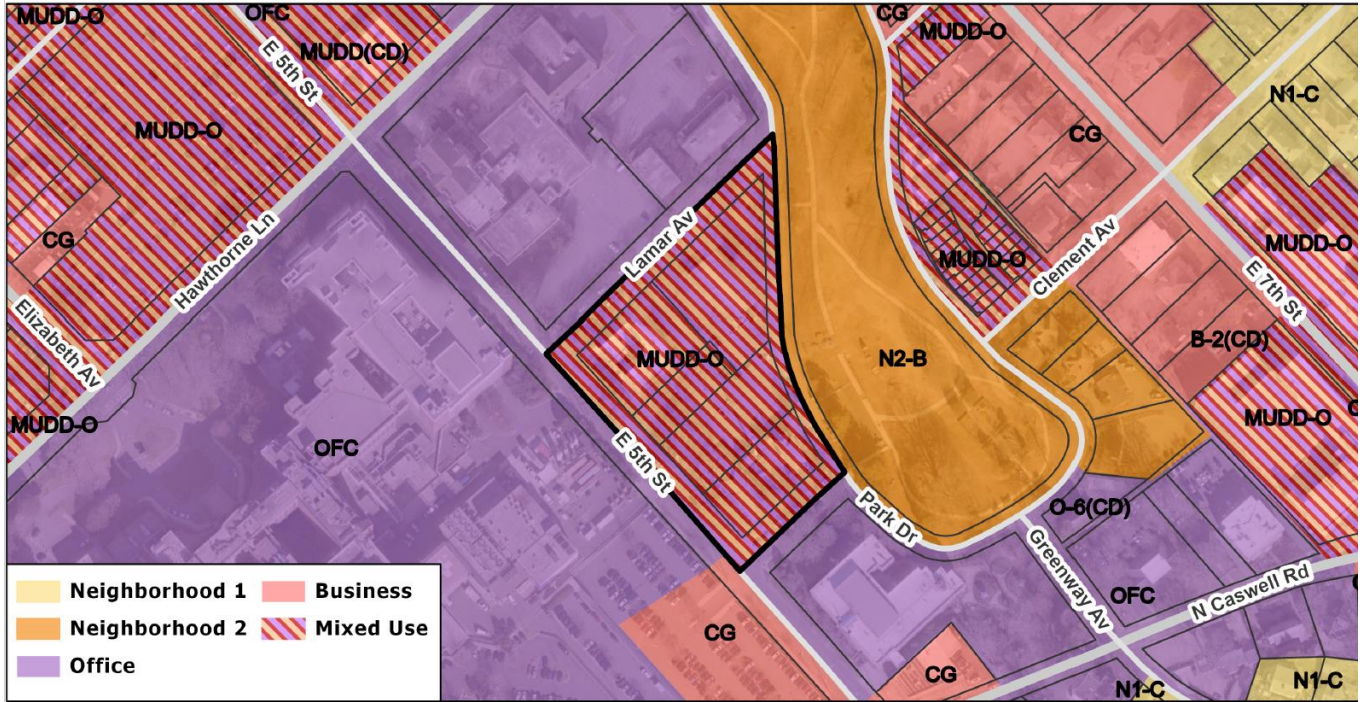 MUDD-O
OFC
E 5th St
MUDD(CD)
CG
MUDD-O
N1-C
MUDD-O
CG
CG
Hawthorne Ln
Elizabeth Av
MUDD-O
Lamar Av
MUDD-O
Clement Av
MUDD-O
E 7th St
MUDD-O
N2-B
B-2(CD)
MUDD-O
OFC
E 5th St
Park Dr
O-6(CD)
Greenway Av
OFC
N Caswell Rd
CG
CG
N1-C
N1-C
Neighborhood 1
Business
Neighborhood 2
Mixed Use
Office